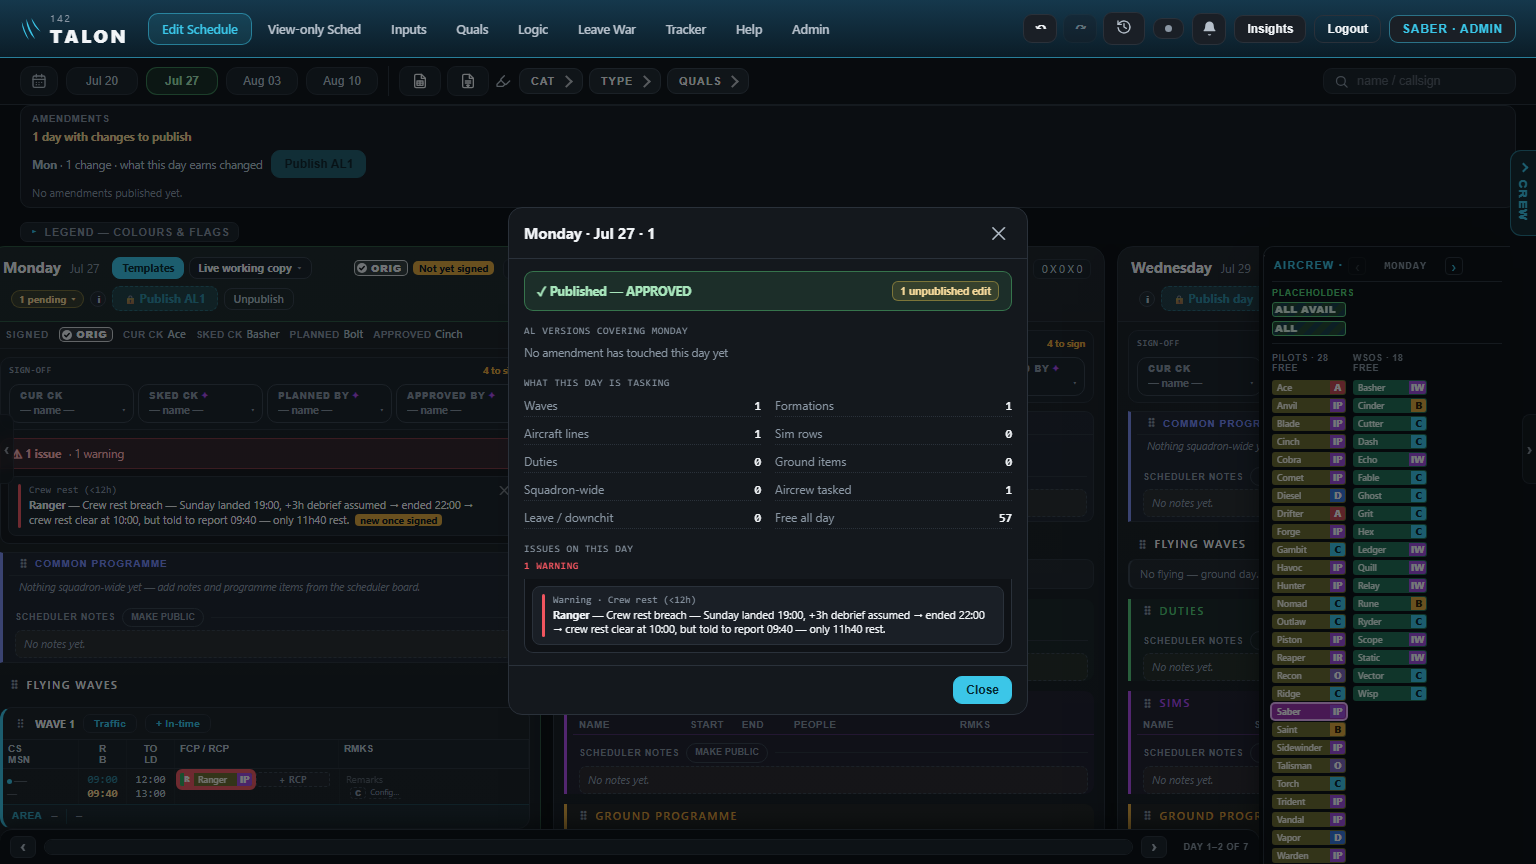 142
TALON
Edit Schedule
View-only Sched
Inputs
Quals
Logic
Leave War
Tracker
Help
Admin
Insights
Logout
SABER · ADMIN
Jul 20
Jul 27
Aug 03
Aug 10
CAT
TYPE
QUALS
name / callsign
AMENDMENTS
1 day with changes to publish
Mon · 1 change · what this day earns changed
Publish AL1
No amendments published yet.
CREW
LEGEND — COLOURS & FLAGS
Monday Jul 27
Templates
Live working copy
ORIG
Not yet signed
1 pending
i
Publish AL1
Unpublish
SIGNED ORIG CUR CK Ace SKED CK Basher PLANNED Bolt APPROVED Cinch
SIGN-OFF
4 to s
CUR CK
— name —
SKED CK
— name —
PLANNED BY
— name —
APPROVED BY
— name —
1 issue · 1 warning
Crew rest (<12h)
Ranger — Crew rest breach — Sunday landed 19:00, +3h debrief assumed → ended 22:00 →
crew rest clear at 10:00, but told to report 09:40 — only 11h40 rest. new once signed
COMMON PROGRAMME
Nothing squadron-wide yet — add notes and programme items from the scheduler board.
SCHEDULER NOTES MAKE PUBLIC
No notes yet.
FLYING WAVES
WAVE 1
Traffic
+ In-time
CS
MSN
R
B
TO
LD
FCP / RCP
RMKS
09:00
09:40
12:00
13:00
R Ranger IP
+ RCP
Remarks
C Config...
AREA – –
Monday · Jul 27 · 1
✓ Published — APPROVED
1 unpublished edit
AL VERSIONS COVERING MONDAY
No amendment has touched this day yet
WHAT THIS DAY IS TASKING
Waves 1
Formations 1
Aircraft lines 1
Sim rows 0
Duties 0
Ground items 0
Squadron-wide 0
Aircrew tasked 1
Leave / downchit 0
Free all day 57
ISSUES ON THIS DAY
1 WARNING
Warning · Crew rest (<12h)
Ranger — Crew rest breach — Sunday landed 19:00, +3h debrief assumed → ended 22:00
→ crew rest clear at 10:00, but told to report 09:40 — only 11h40 rest.
Close
0X0X0
4 to sign
BY
NAME START END PEOPLE RMKS
SCHEDULER NOTES MAKE PUBLIC
No notes yet.
GROUND PROGRAMME
Wednesday Jul 29
i
Publish day
SIGN-OFF
CUR CK
— name —
COMMON PROGR
Nothing squadron-wide y
SCHEDULER NOTES
No notes yet.
FLYING WAVES
No flying — ground day.
DUTIES
SCHEDULER NOTES
No notes yet.
SIMS
NAME S
SCHEDULER NOTES
No notes yet.
GROUND PROG
AIRCREW ·
MONDAY
PLACEHOLDERS
ALL AVAIL
ALL
PILOTS · 28
FREE
WSOS · 18
FREE
Ace A
Anvil IP
Blade IP
Cinch IP
Cobra IP
Comet IP
Diesel D
Drifter A
Forge IP
Gambit C
Havoc IP
Hunter IP
Nomad C
Outlaw C
Piston IP
Reaper IR
Recon O
Ridge C
Saber IP
Saint B
Sidewinder IP
Talisman O
Torch C
Trident IP
Vandal IP
Vapor D
Warden IP
Basher IW
Cinder B
Cutter C
Dash C
Echo IW
Fable C
Ghost C
Grit C
Hex C
Ledger IW
Quill IW
Relay IW
Rune B
Ryder C
Scope IW
Static IW
Vector C
Wisp C
DAY 1–2 OF 7